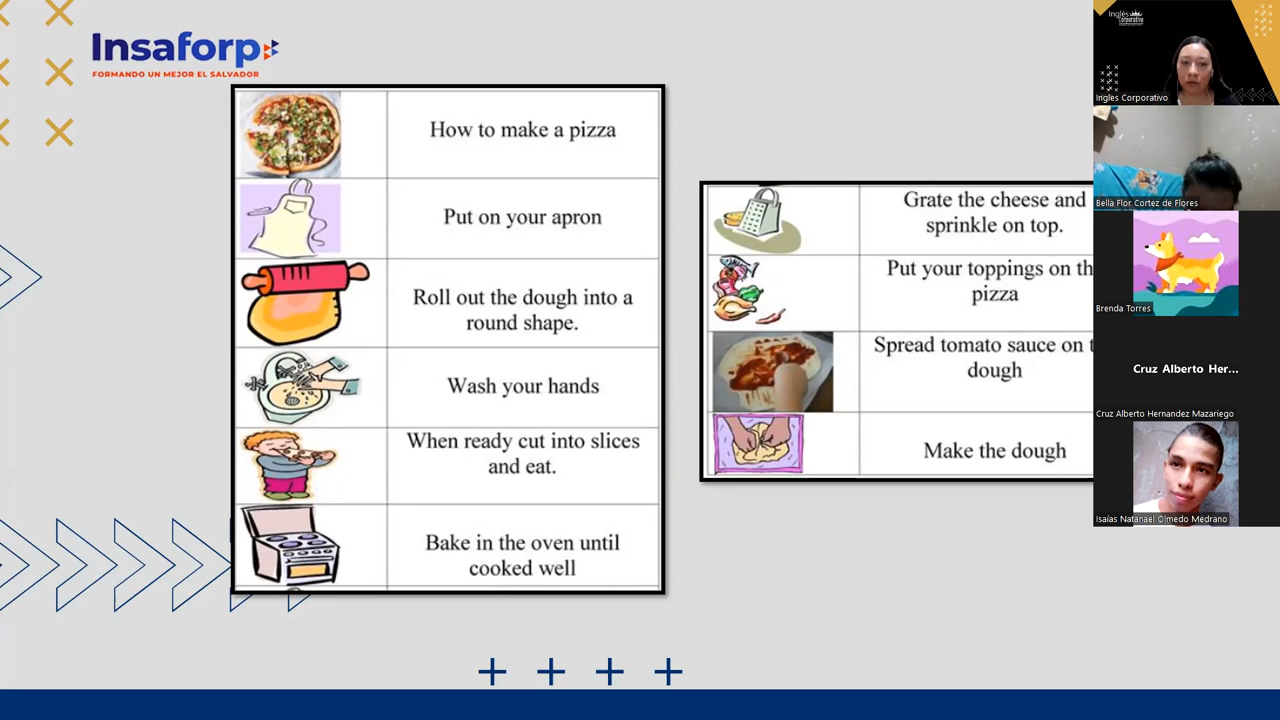 Insaforp
FORMANDO UN MEJOR EL SALVADOR
How to make a pizza
Put on your apron
Roll out the dough into a
round shape.
Wash your hands
When ready cut into slices
and eat.
Bake in the oven until
cooked well
Grate the cheese and
sprinkle on top.
Put your toppings on th
pizza
Spread tomato sauce on t
dough
Make the dough
Inglés
Corporativo
Ingles Corporativo
Bella Flor Cortez de Flores
Brenda Torres
Cruz Alberto Her...
Cruz Alberto Hernandez Mazariego
Isaías Natanael Olmedo Medrano